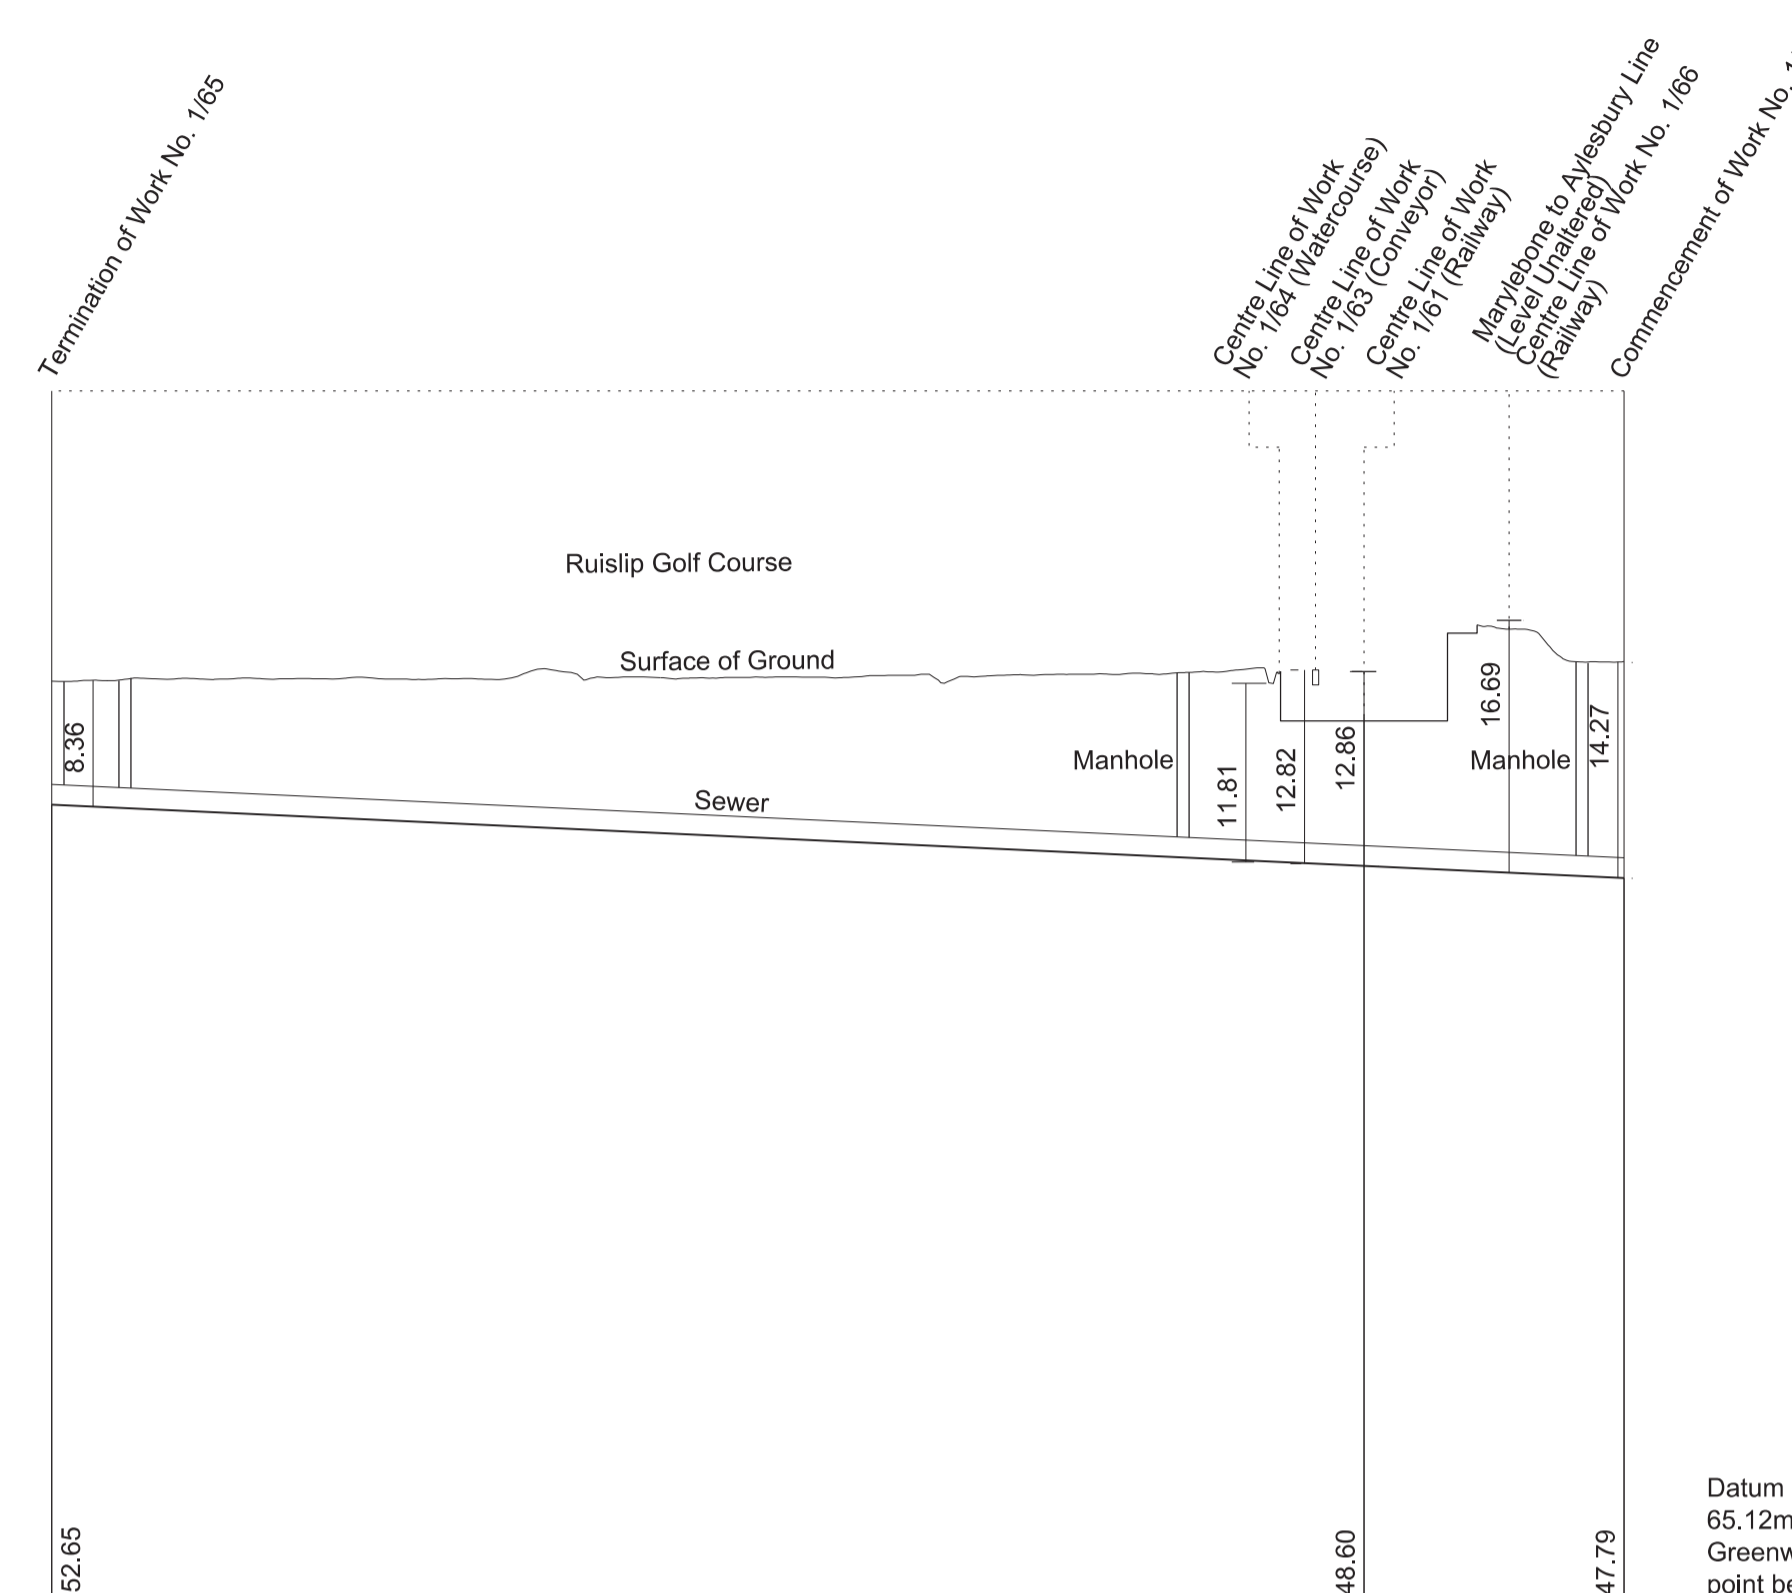 Termination of Work No. 1/65
Centre Line of Work
No. 1/64 (Watercourse)
Centre Line of Work
No. 1/63 (Conveyor)
Centre Line of Work
No. 1/61 (Railway)
Marylebone to Aylesbury Line
(Level Unaltered)
Centre Line of Work No. 1/66
(Railway)
Commencement of Work No.
Ruislip Golf Course
Surface of Ground
8.36
Sewer
Manhole
11.81
12.82
12.86
16.69
Manhole
14.27
52.65
48.60
47.79
Datum
65.12m